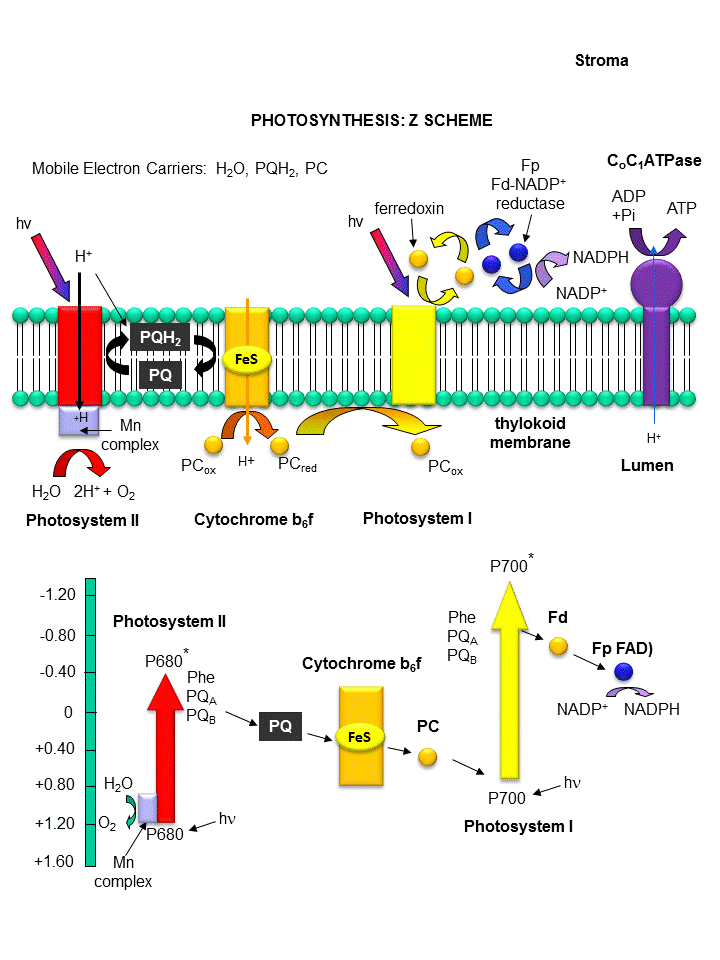 Stroma
PHOTOSYNTHESIS: Z SCHEME
Mobile Electron Carriers: H₂O, PQH₂, PC
Fp
Fd-NADP⁺
reductase
CₒC₁ATPase
ADP
+Pi
ATP
hv
H⁺
hv
ferredoxin
NADPH
NADP⁺
PQH₂
PQ
FeS
+H
Mn
complex
PCox
H+
PCred
PCox
thylokoid
membrane
H⁺
Lumen
H₂O 2H⁺ + O₂
Photosystem II
Cytochrome b₆f
Photosystem I
-1.20
-0.80
-0.40
0
+0.40
+0.80
+1.20
+1.60
Photosystem II
P680*
Phe
PQA
PQB
H₂O
O₂
P680
hν
Mn
complex
PQ
Cytochrome b₆f
FeS
PC
P700*
Phe
PQA
PQB
Fd
Fp FAD)
NADP⁺ NADPH
P700
hν
Photosystem I